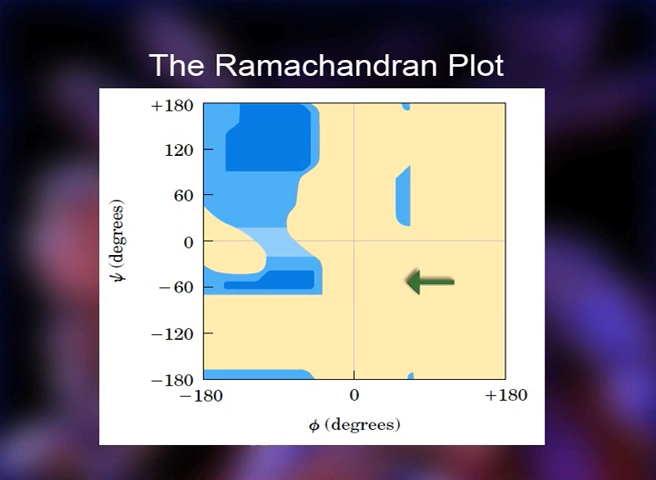 The Ramachandran Plot
+180
120
60
0
−60
−120
−180
ψ (degrees)
−180 0 +180
ϕ (degrees)